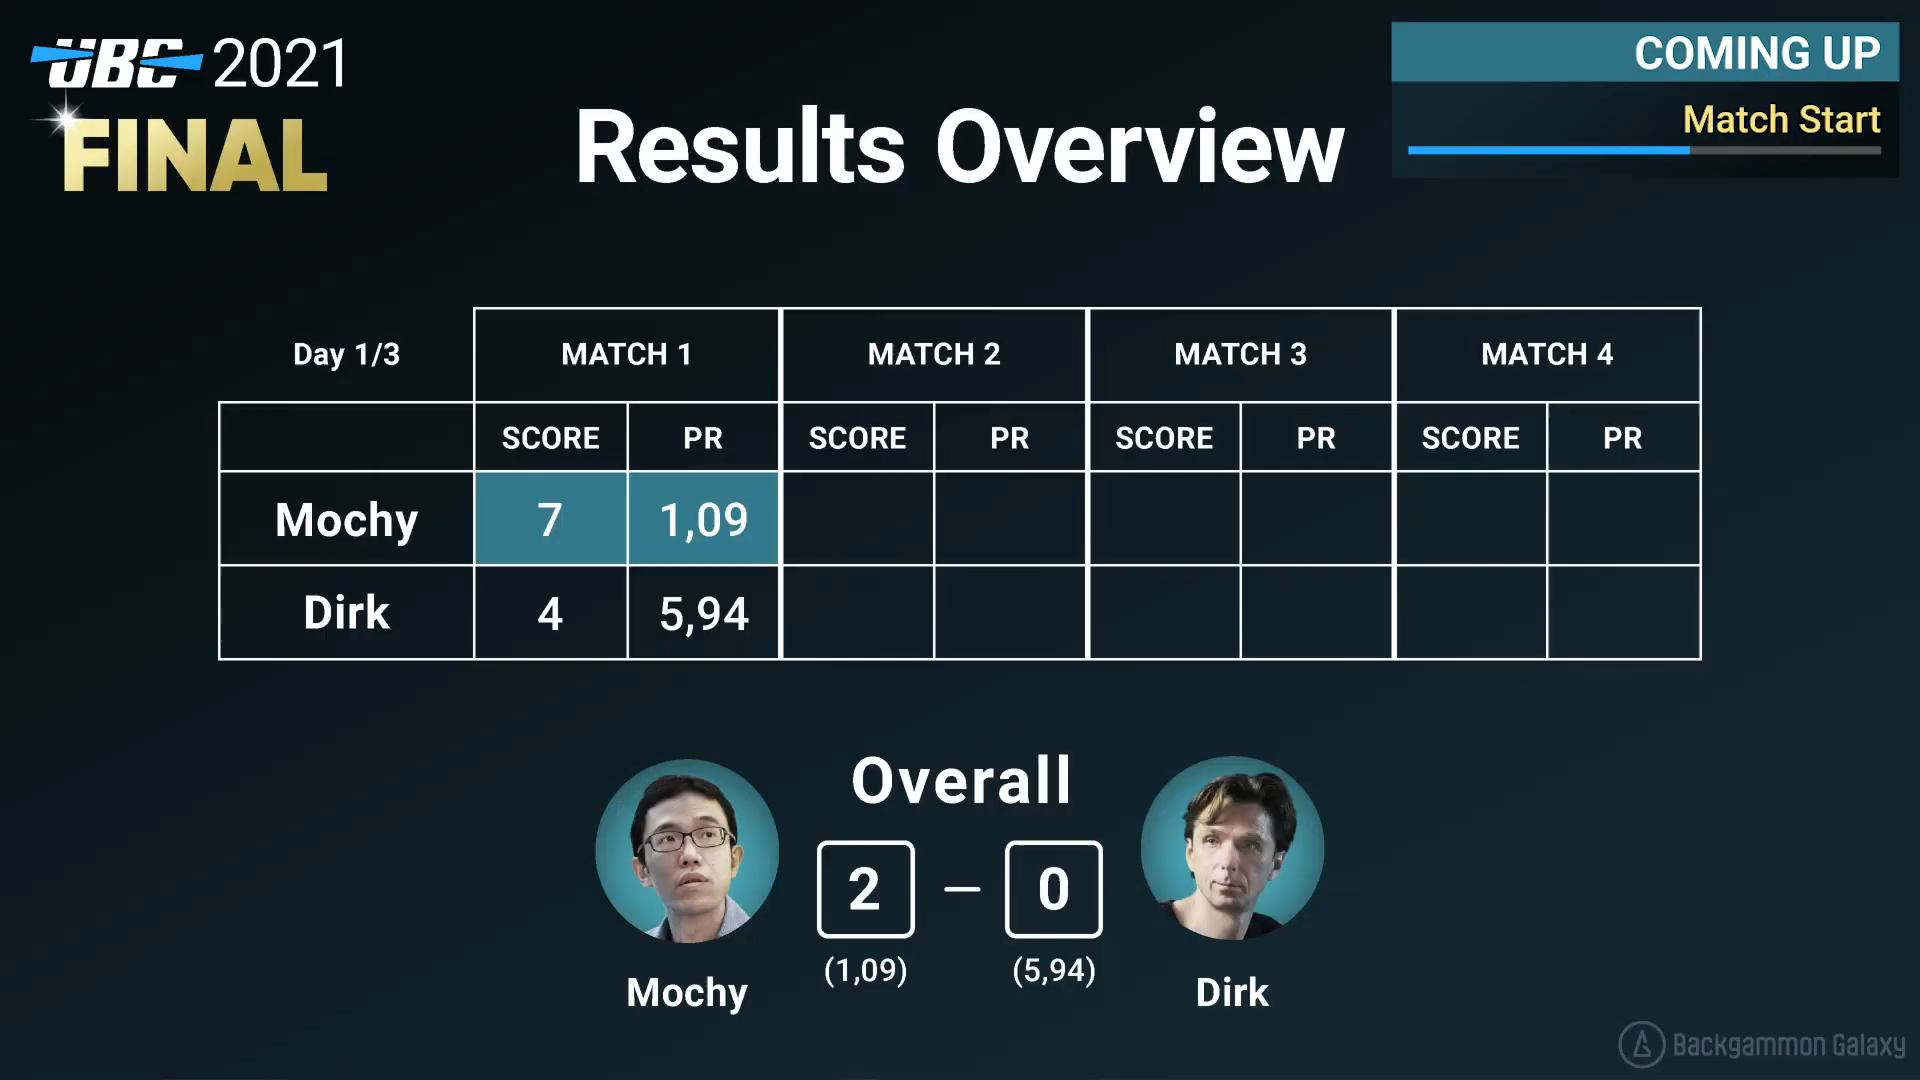 UBC 2021
FINAL
Results Overview
COMING UP
Match Start
Day 1/3
MATCH 1
MATCH 2
MATCH 3
MATCH 4
SCORE PR SCORE PR SCORE PR SCORE PR
Mochy 7 1,09
Dirk 4 5,94
Overall
2 – 0
(1,09) (5,94)
Mochy Dirk
Backgammon Galaxy